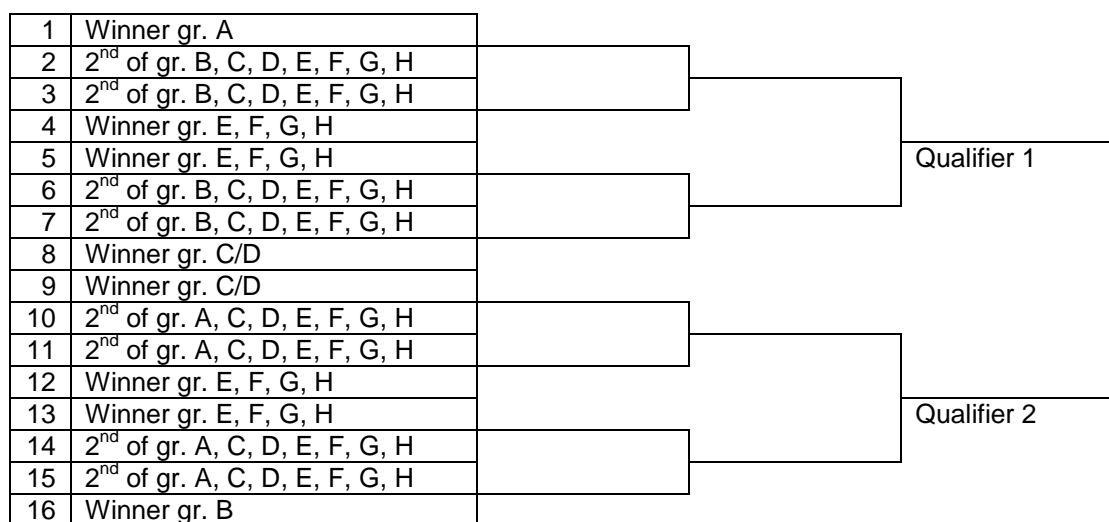 1 Winner gr. A
2 2nd of gr. B, C, D, E, F, G, H
3 2nd of gr. B, C, D, E, F, G, H
4 Winner gr. E, F, G, H
5 Winner gr. E, F, G, H
Qualifier 1
6 2nd of gr. B, C, D, E, F, G, H
7 2nd of gr. B, C, D, E, F, G, H
8 Winner gr. C/D
9 Winner gr. C/D
10 2nd of gr. A, C, D, E, F, G, H
11 2nd of gr. A, C, D, E, F, G, H
12 Winner gr. E, F, G, H
13 Winner gr. E, F, G, H
Qualifier 2
14 2nd of gr. A, C, D, E, F, G, H
15 2nd of gr. A, C, D, E, F, G, H
16 Winner gr. B